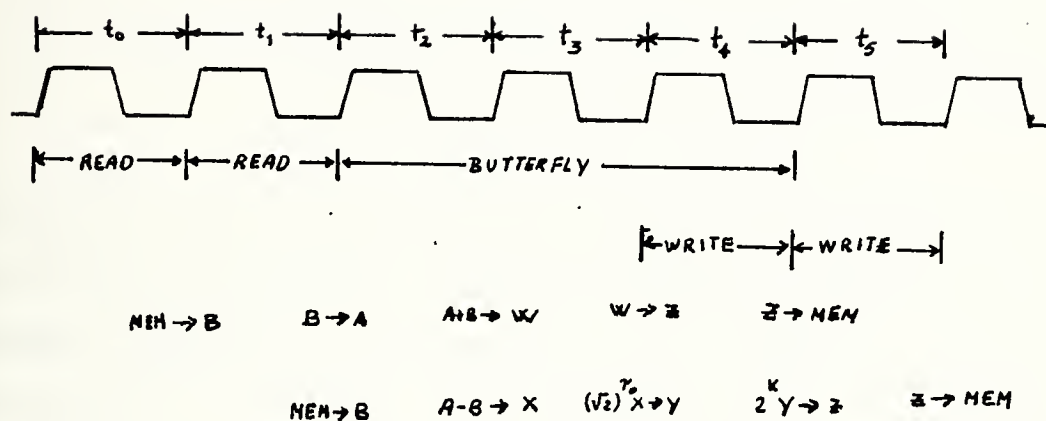 t₀ t₁ t₂ t₃ t₄ t₅
READ READ BUTTERFLY
WRITE WRITE
MEM → B B → A A+B → W W → Z Z → MEM
MEM → B A-B → X (√2)^r₀ X → Y 2^K Y → Z Z → MEM